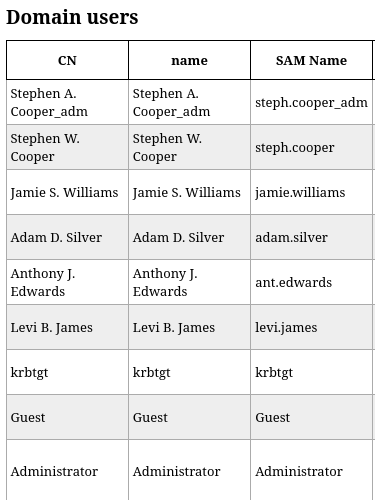 Domain users
CN name SAM Name
Stephen A. Stephen A. steph.cooper_adm
Cooper_adm Cooper_adm
Stephen W. Stephen W. steph.cooper
Cooper Cooper
Jamie S. Williams Jamie S. Williams jamie.williams
Adam D. Silver Adam D. Silver adam.silver
Anthony J. Anthony J. ant.edwards
Edwards Edwards
Levi B. James Levi B. James levi.james
krbtgt krbtgt krbtgt
Guest Guest Guest
Administrator Administrator Administrator